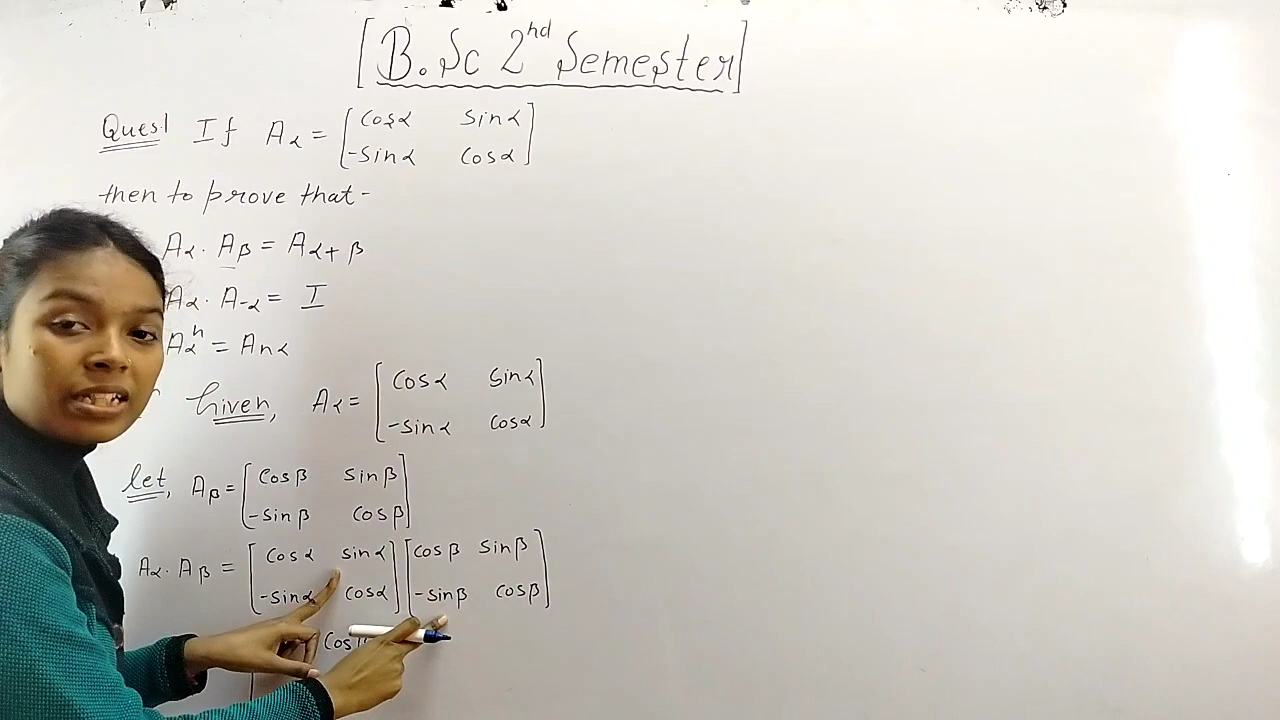 [B.Sc 2nd Semester]
Ques1 If Aα = [cosα sinα
-sinα cosα]
then to prove that-
Aα. Aβ = Aα+β
Aα. A-α = I
Aαⁿ = Anα
Given, Aα = [cosα sinα
-sinα cosα]
let, Aβ = [cosβ sinβ
-sinβ cosβ]
Aα. Aβ = [cosα sinα
-sinα cosα] [cosβ sinβ
-sinβ cosβ]
Cos